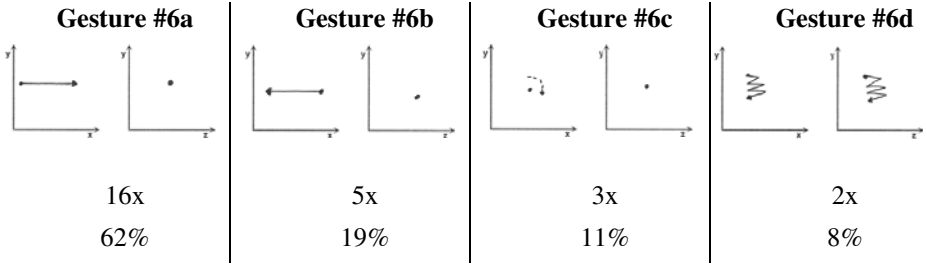 Gesture #6a Gesture #6b Gesture #6c Gesture #6d
y y y y y y y y
x z x z x z x z
16x 5x 3x 2x
62% 19% 11% 8%